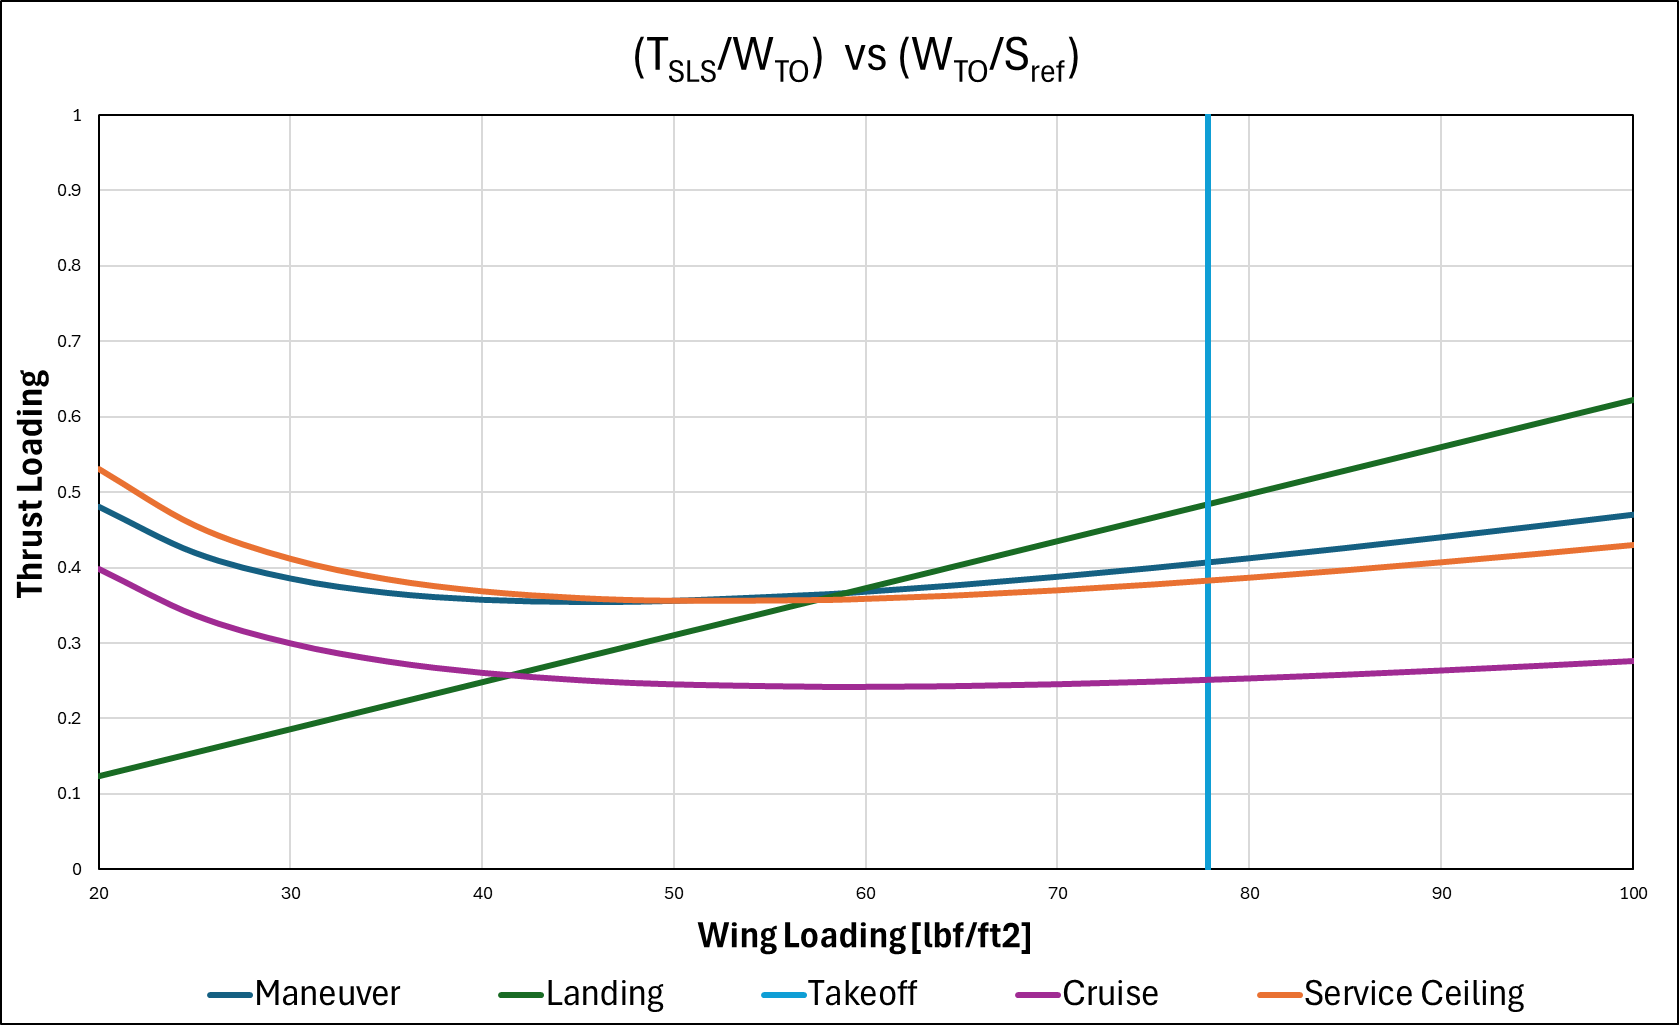 (TSLS/WTO) vs (WTO/Sref)
1
0.9
0.8
0.7
0.6
0.5
0.4
0.3
0.2
0.1
0
Thrust Loading
20 30 40 50 60 70 80 90 100
Wing Loading [lbf/ft2]
Maneuver Landing Takeoff Cruise Service Ceiling